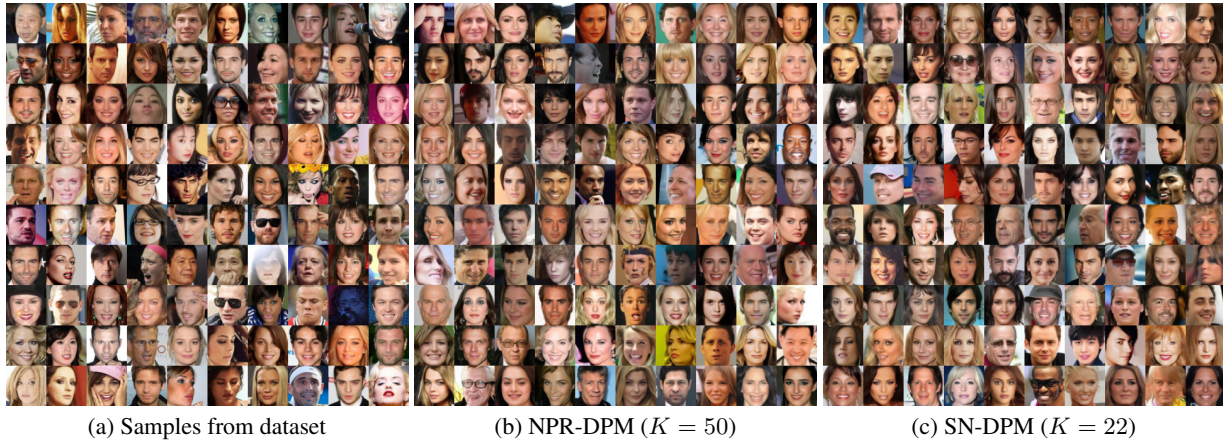 (a) Samples from dataset
(b) NPR-DPM (K = 50)
(c) SN-DPM (K = 22)